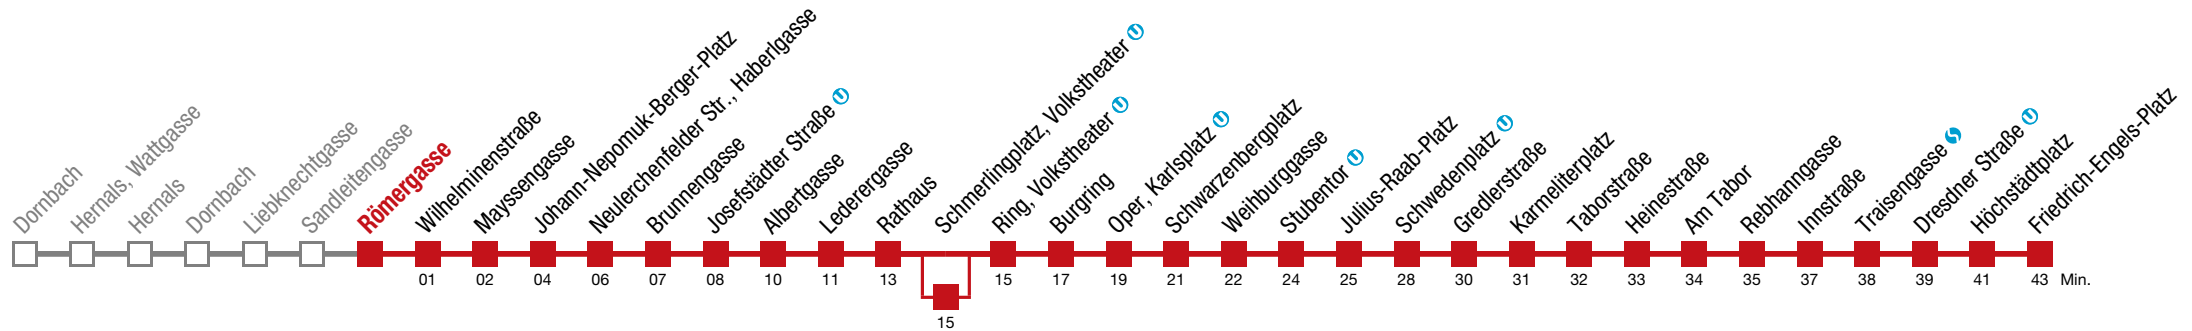 Dornbach
Hernals, Wattgasse
Hernals
Dornbach
Liebknechtgasse
Sandleitengasse
Römergasse
Wilhelminenstraße
Mayssengasse
Johann-Nepomuk-Berger-Platz
Neulerchenfelder Str., Haberlgasse
Brunnengasse
Josefstädter Straße U
Albertgasse
Lederergasse
Rathaus
Schmerlingplatz, Volkstheater U
Ring, Volkstheater U
Burgring
Oper, Karlsplatz U
Schwarzenbergplatz
Weihburggasse
Stubentor U
Julius-Raab-Platz
Schwedenplatz U
Gredlerstraße
Karmeliterplatz
Taborstraße
Heinestraße
Am Tabor
Rebhanngasse
Innstraße
Traisengasse S
Dresdner Straße U
Höchstädtplatz
Friedrich-Engels-Platz
01 02 04 06 07 08 10 11 13 15 17 19 21 22 24 25 28 30 31 32 33 34 35 37 38 39 41 43 Min.
15